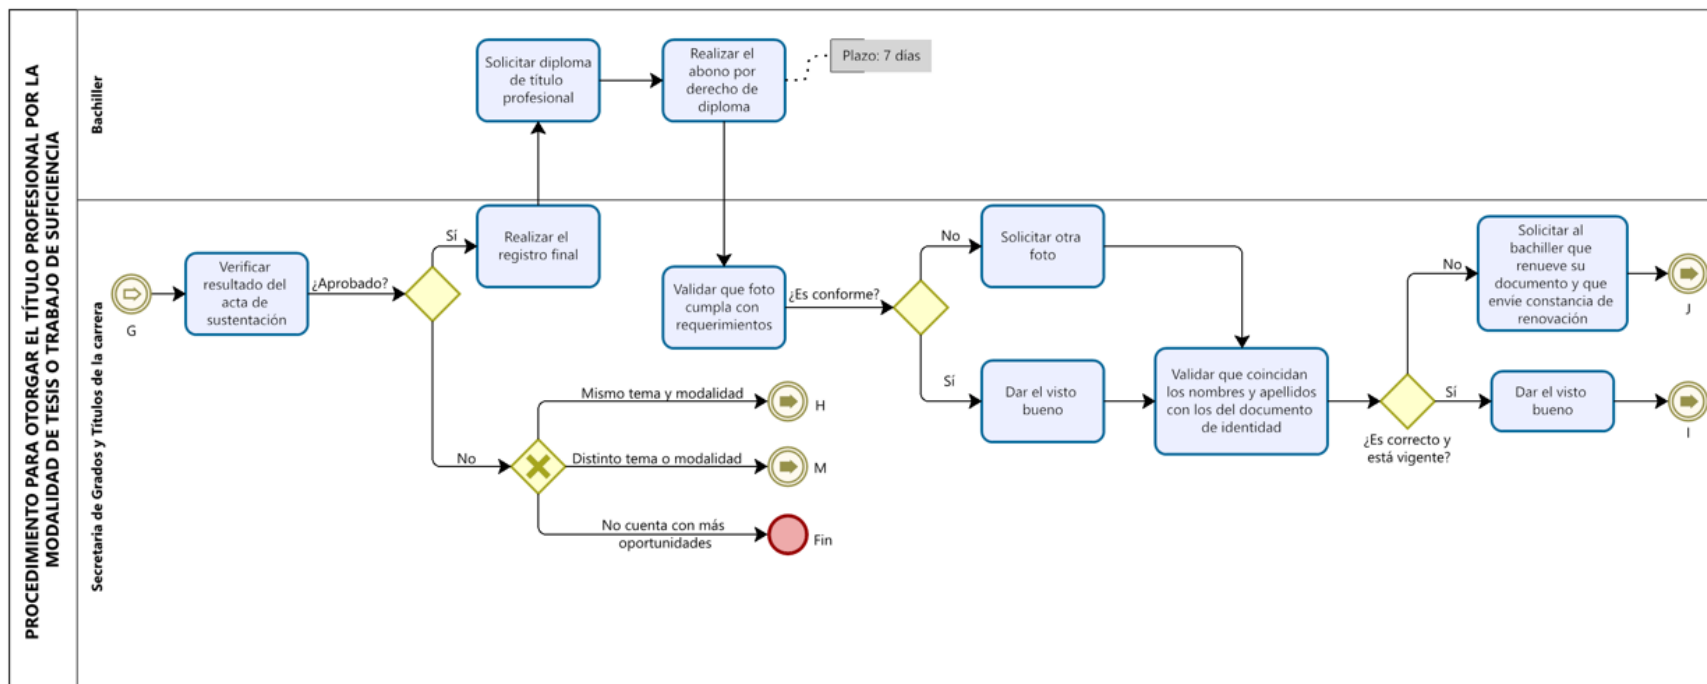 PROCEDIMIENTO PARA OTORGAR EL TÍTULO PROFESIONAL POR LA
MODALIDAD DE TESIS O TRABAJO DE SUFICIENCIA
Bachiller
Solicitar diploma
de título
profesional
Realizar el
abono por
derecho de
diploma
Plazo: 7 días
Secretaria de Grados y Títulos de la carrera
G
Verificar
resultado del
acta de
sustentación
¿Aprobado?
Sí
Realizar el
registro final
No
Mismo tema y modalidad
H
Distinto tema o modalidad
M
No cuenta con más
oportunidades
Fin
Validar que foto
cumpla con
requerimientos
¿Es conforme?
No
Solicitar otra
foto
Sí
Dar el visto
bueno
Validar que coincidan
los nombres y apellidos
con los del documento
de identidad
¿Es correcto y
está vigente?
No
Solicitar al
bachiller que
renueve su
documento y que
envíe constancia de
renovación
J
Sí
Dar el visto
bueno
I